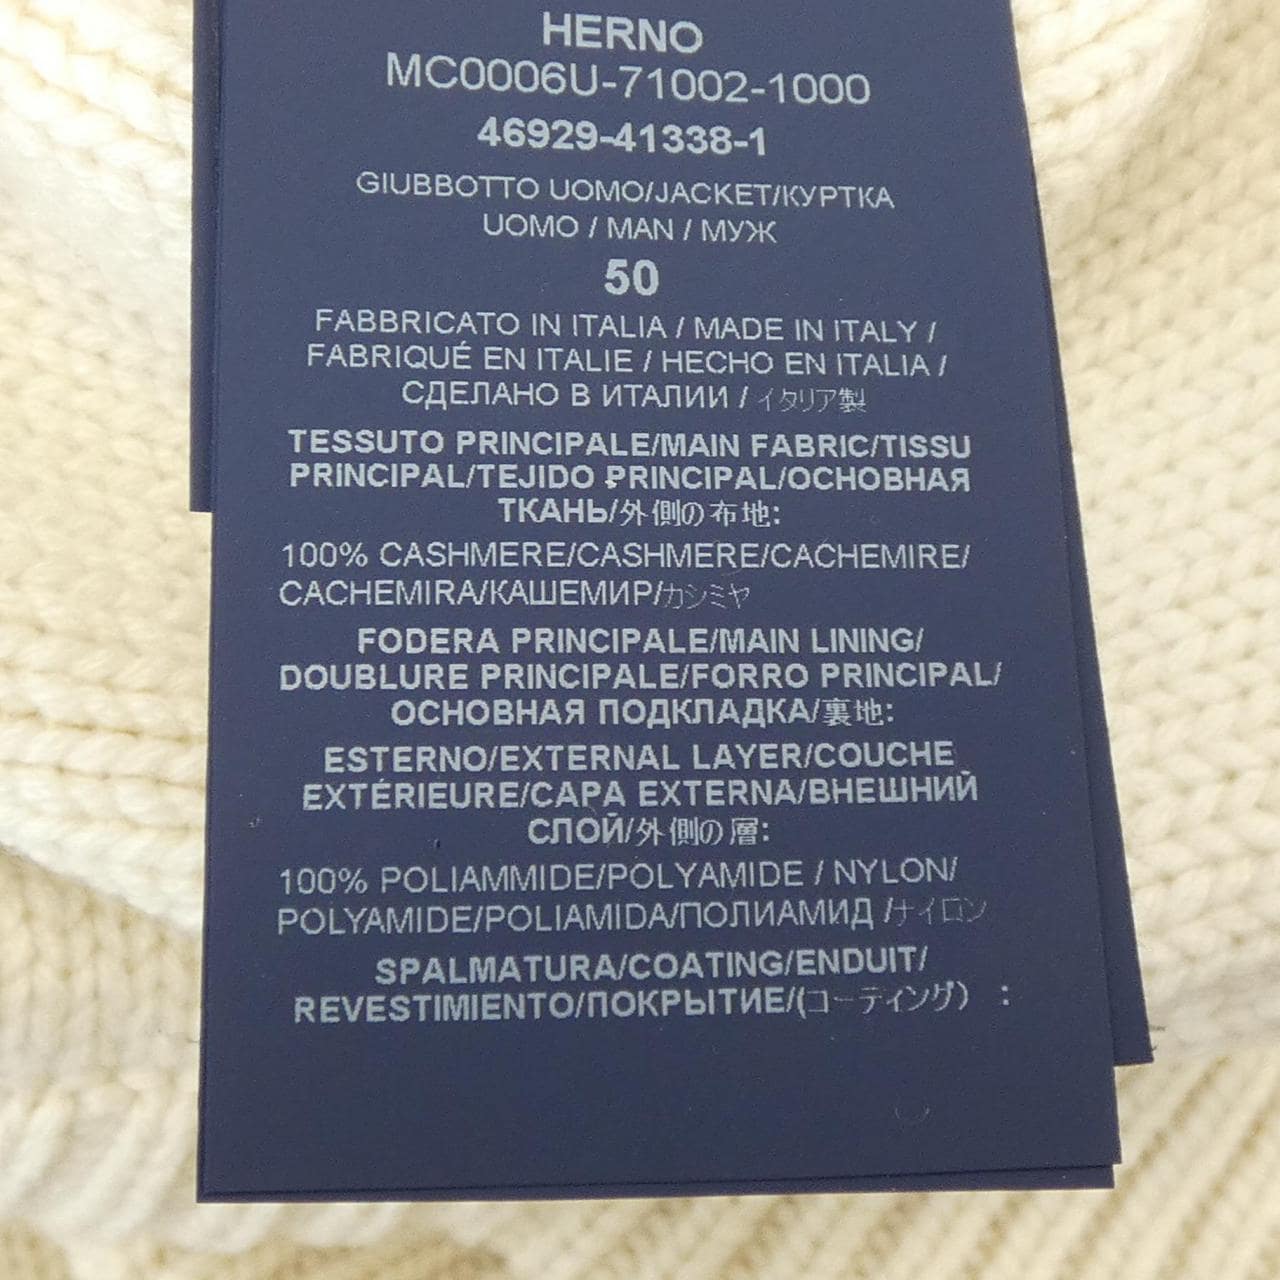 HERNO
MC0006U-71002-1000
46929-41338-1
GIUBBOTTO UOMO/JACKET/КУРТКА
UOMO / MAN / МУЖ
50
FABBRICATO IN ITALIA / MADE IN ITALY /
FABRIQUÉ EN ITALIE / HECHO EN ITALIA /
СДЕЛАНО В ИТАЛИИ / イタリア製
TESSUTO PRINCIPALE/MAIN FABRIC/TISSU
PRINCIPAL/TEJIDO PRINCIPAL/ОСНОВНАЯ
ТКАНЬ/外側の布地:
100% CASHMERE/CASHMERE/CACHEMIRE/
CACHEMIRA/КАШЕМИР/カシミヤ
FODERA PRINCIPALE/MAIN LINING/
DOUBLURE PRINCIPALE/FORRO PRINCIPAL/
ОСНОВНАЯ ПОДКЛАДКА/裏地:
ESTERNO/EXTERNAL LAYER/COUCHE
EXTÉRIEURE/CAPA EXTERNA/ВНЕШНИЙ
СЛОЙ/外側の層:
100% POLIAMMIDE/POLYAMIDE / NYLON/
POLYAMIDE/POLIAMIDA/ПОЛИАМИД /ナイロン
SPALMATURA/COATING/ENDUIT/
REVESTIMIENTO/ПОКРЫТИЕ/(コーティング) :